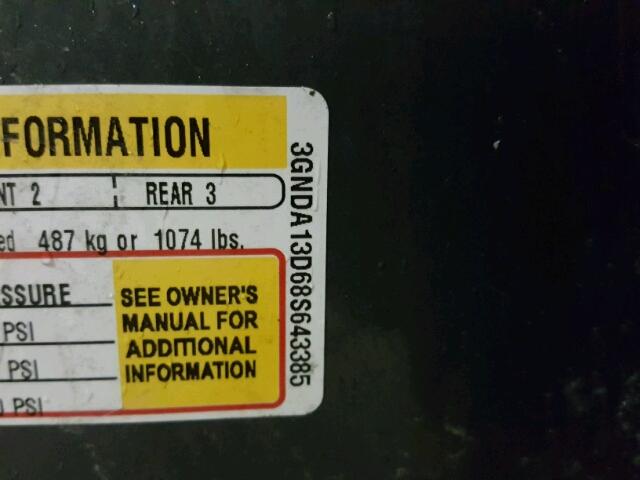 FORMATION
NT 2 REAR 3
ed 487 kg or 1074 lbs.
SSURE
PSI
PSI
0 PSI
SEE OWNER'S
MANUAL FOR
ADDITIONAL
INFORMATION
3GNDA13D68S643385